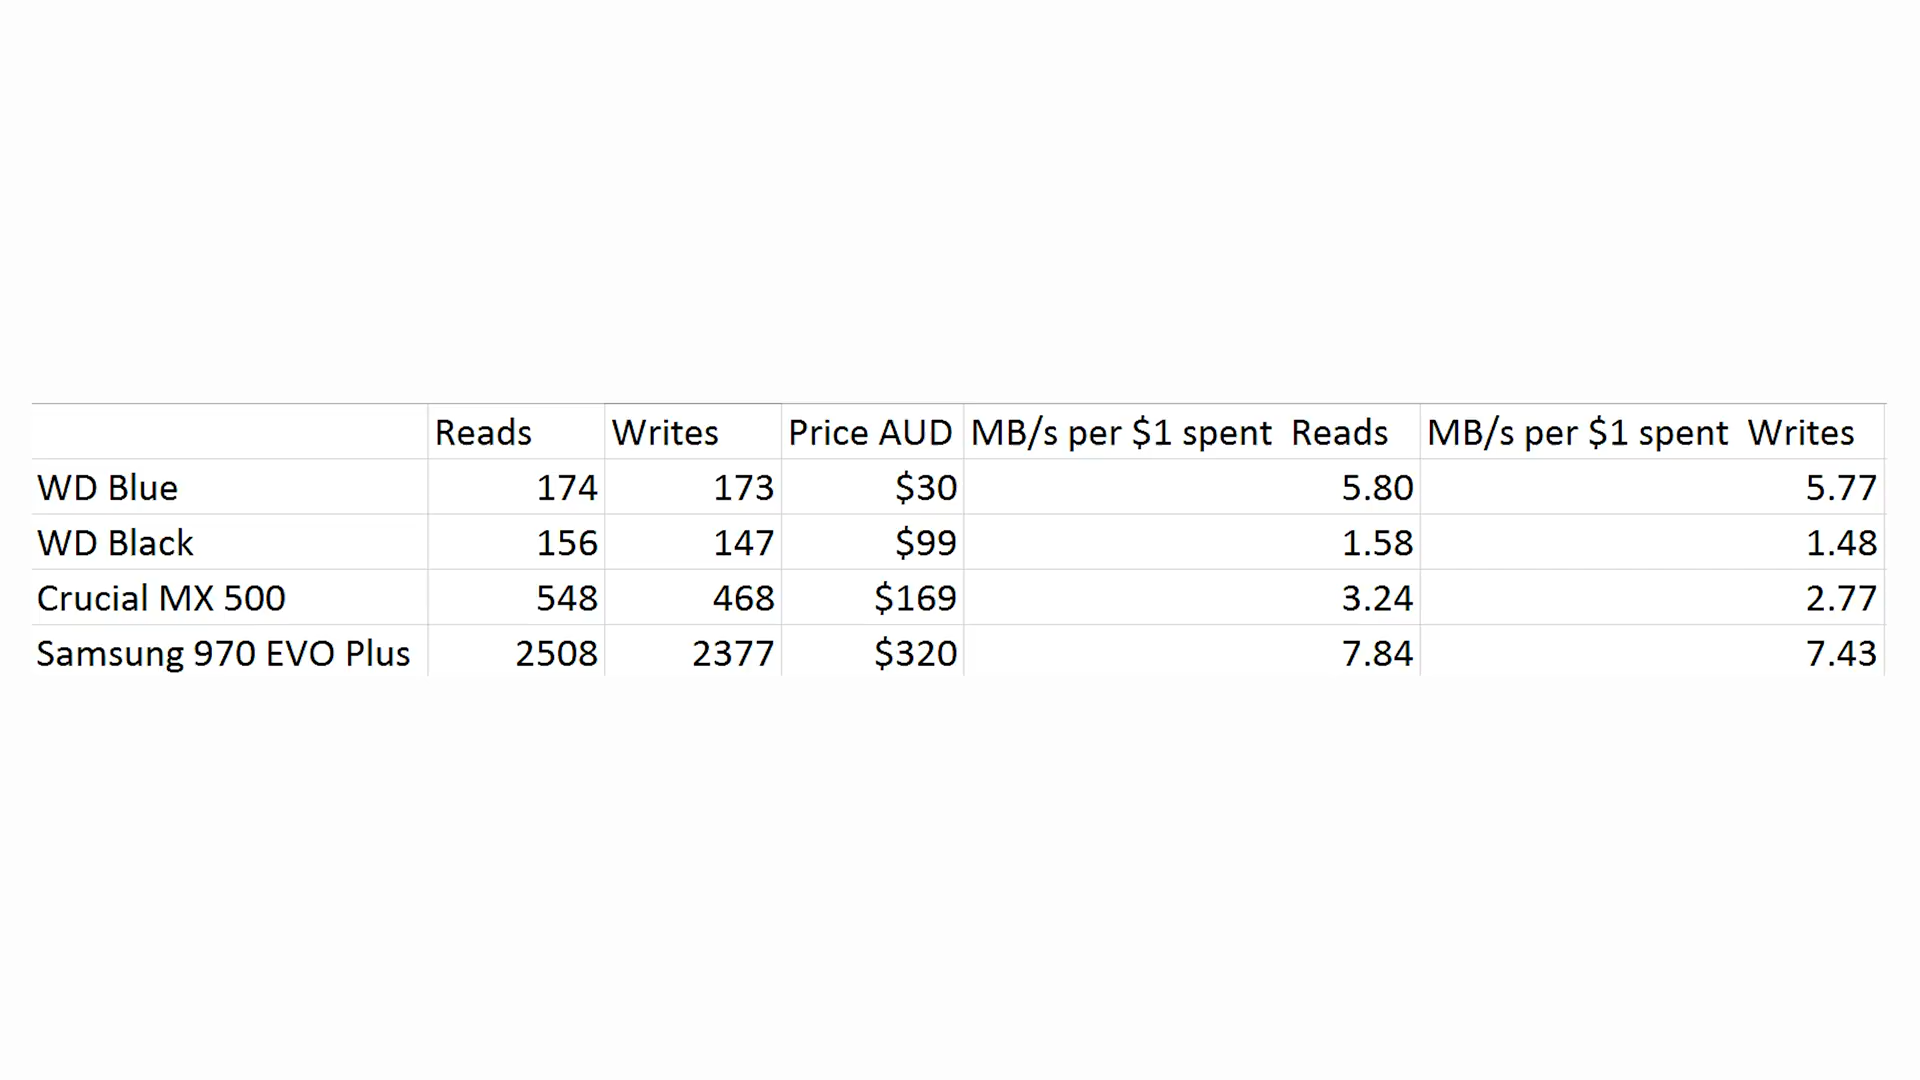 Reads Writes Price AUD MB/s per $1 spent Reads MB/s per $1 spent Writes
WD Blue 174 173 $30 5.80 5.77
WD Black 156 147 $99 1.58 1.48
Crucial MX 500 548 468 $169 3.24 2.77
Samsung 970 EVO Plus 2508 2377 $320 7.84 7.43